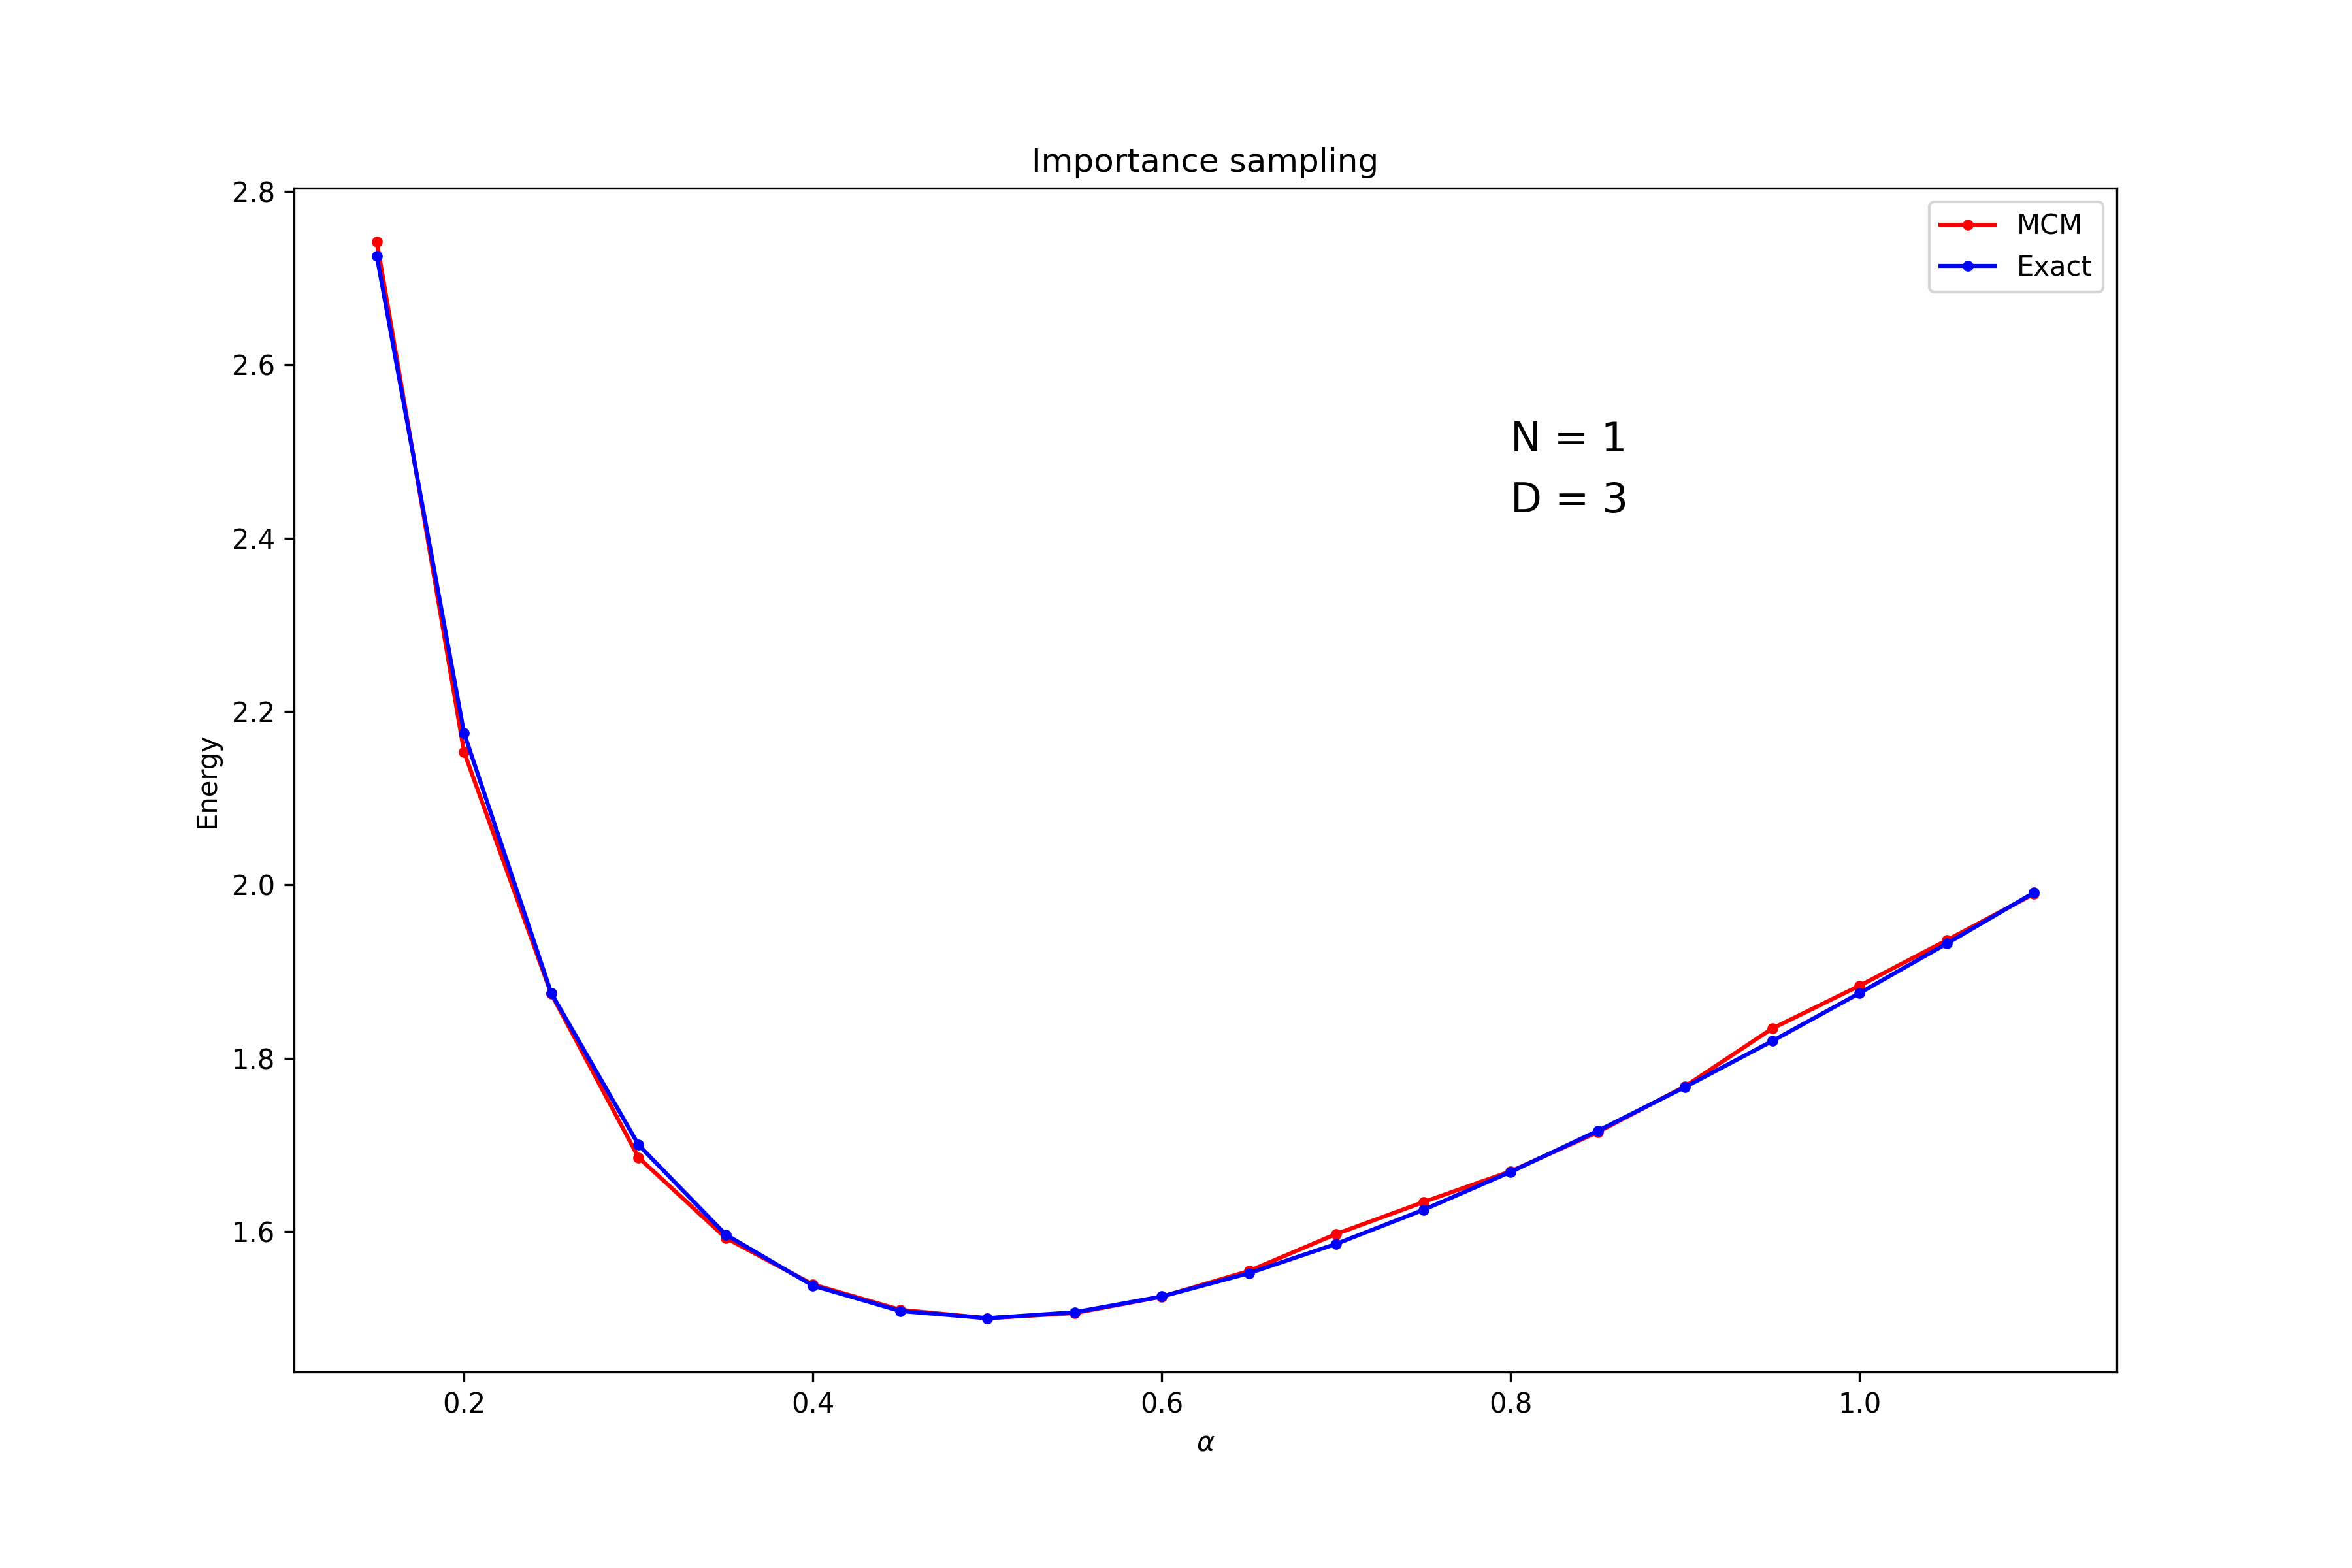 Importance sampling
2.8
2.6
2.4
2.2
2.0
1.8
1.6
Energy
MCM
Exact
N = 1
D = 3
0.2
0.4
0.6
0.8
1.0
α